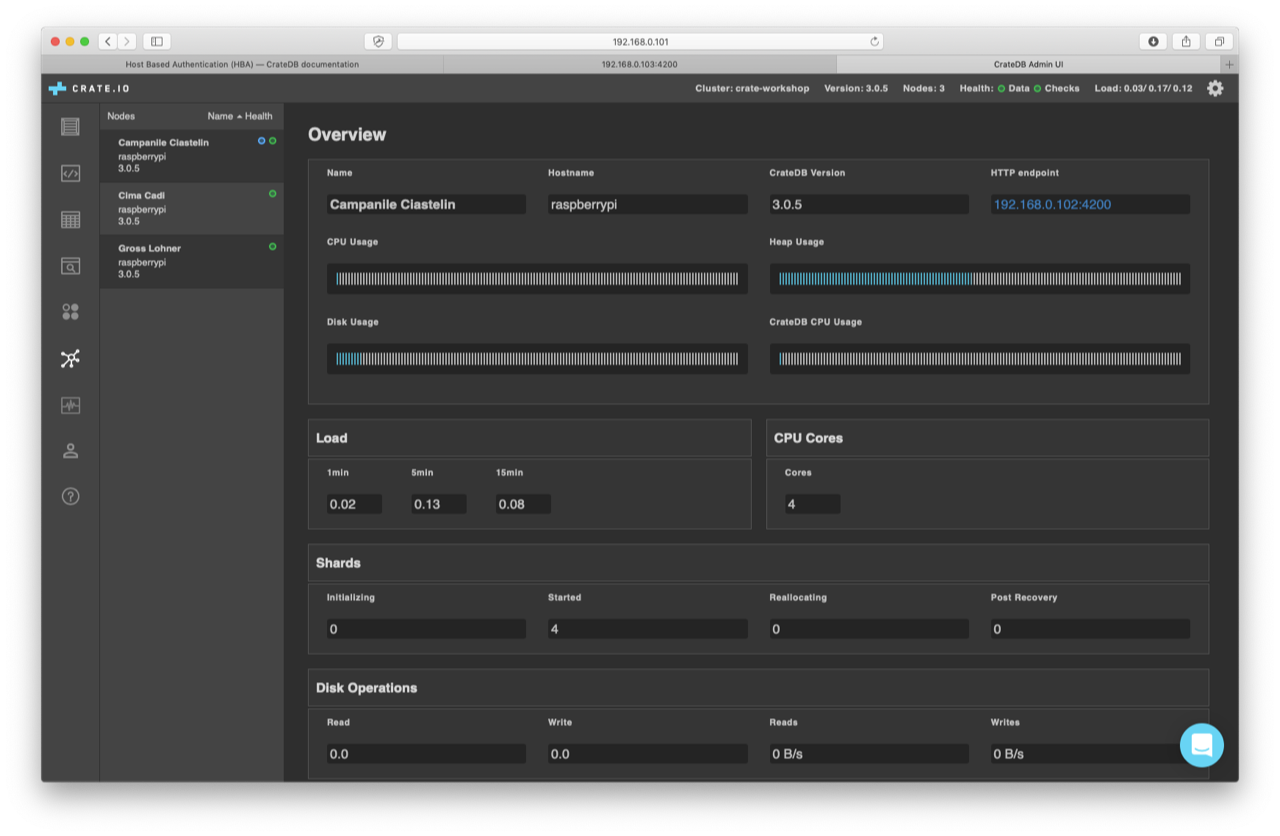 192.168.0.101
Host Based Authentication (HBA) — CrateDB documentation
192.168.0.103:4200
CrateDB Admin UI
CRATE.IO
Cluster: crate-workshop Version: 3.0.5 Nodes: 3 Health: Data Checks Load: 0.03/ 0.17/ 0.12
Nodes Name Health
Campanile Clastelin
raspberrypi
3.0.5
Cima Cadi
raspberrypi
3.0.5
Gross Lohner
raspberrypi
3.0.5
Overview
Name Hostname CrateDB Version HTTP endpoint
Campanile Clastelin raspberrypi 3.0.5 192.168.0.102:4200
CPU Usage Heap Usage
Disk Usage CrateDB CPU Usage
Load
1min 5min 15min
0.02 0.13 0.08
CPU Cores
Cores
4
Shards
Initializing Started Reallocating Post Recovery
0 4 0 0
Disk Operations
Read Write Reads Writes
0.0 0.0 0 B/s 0 B/s